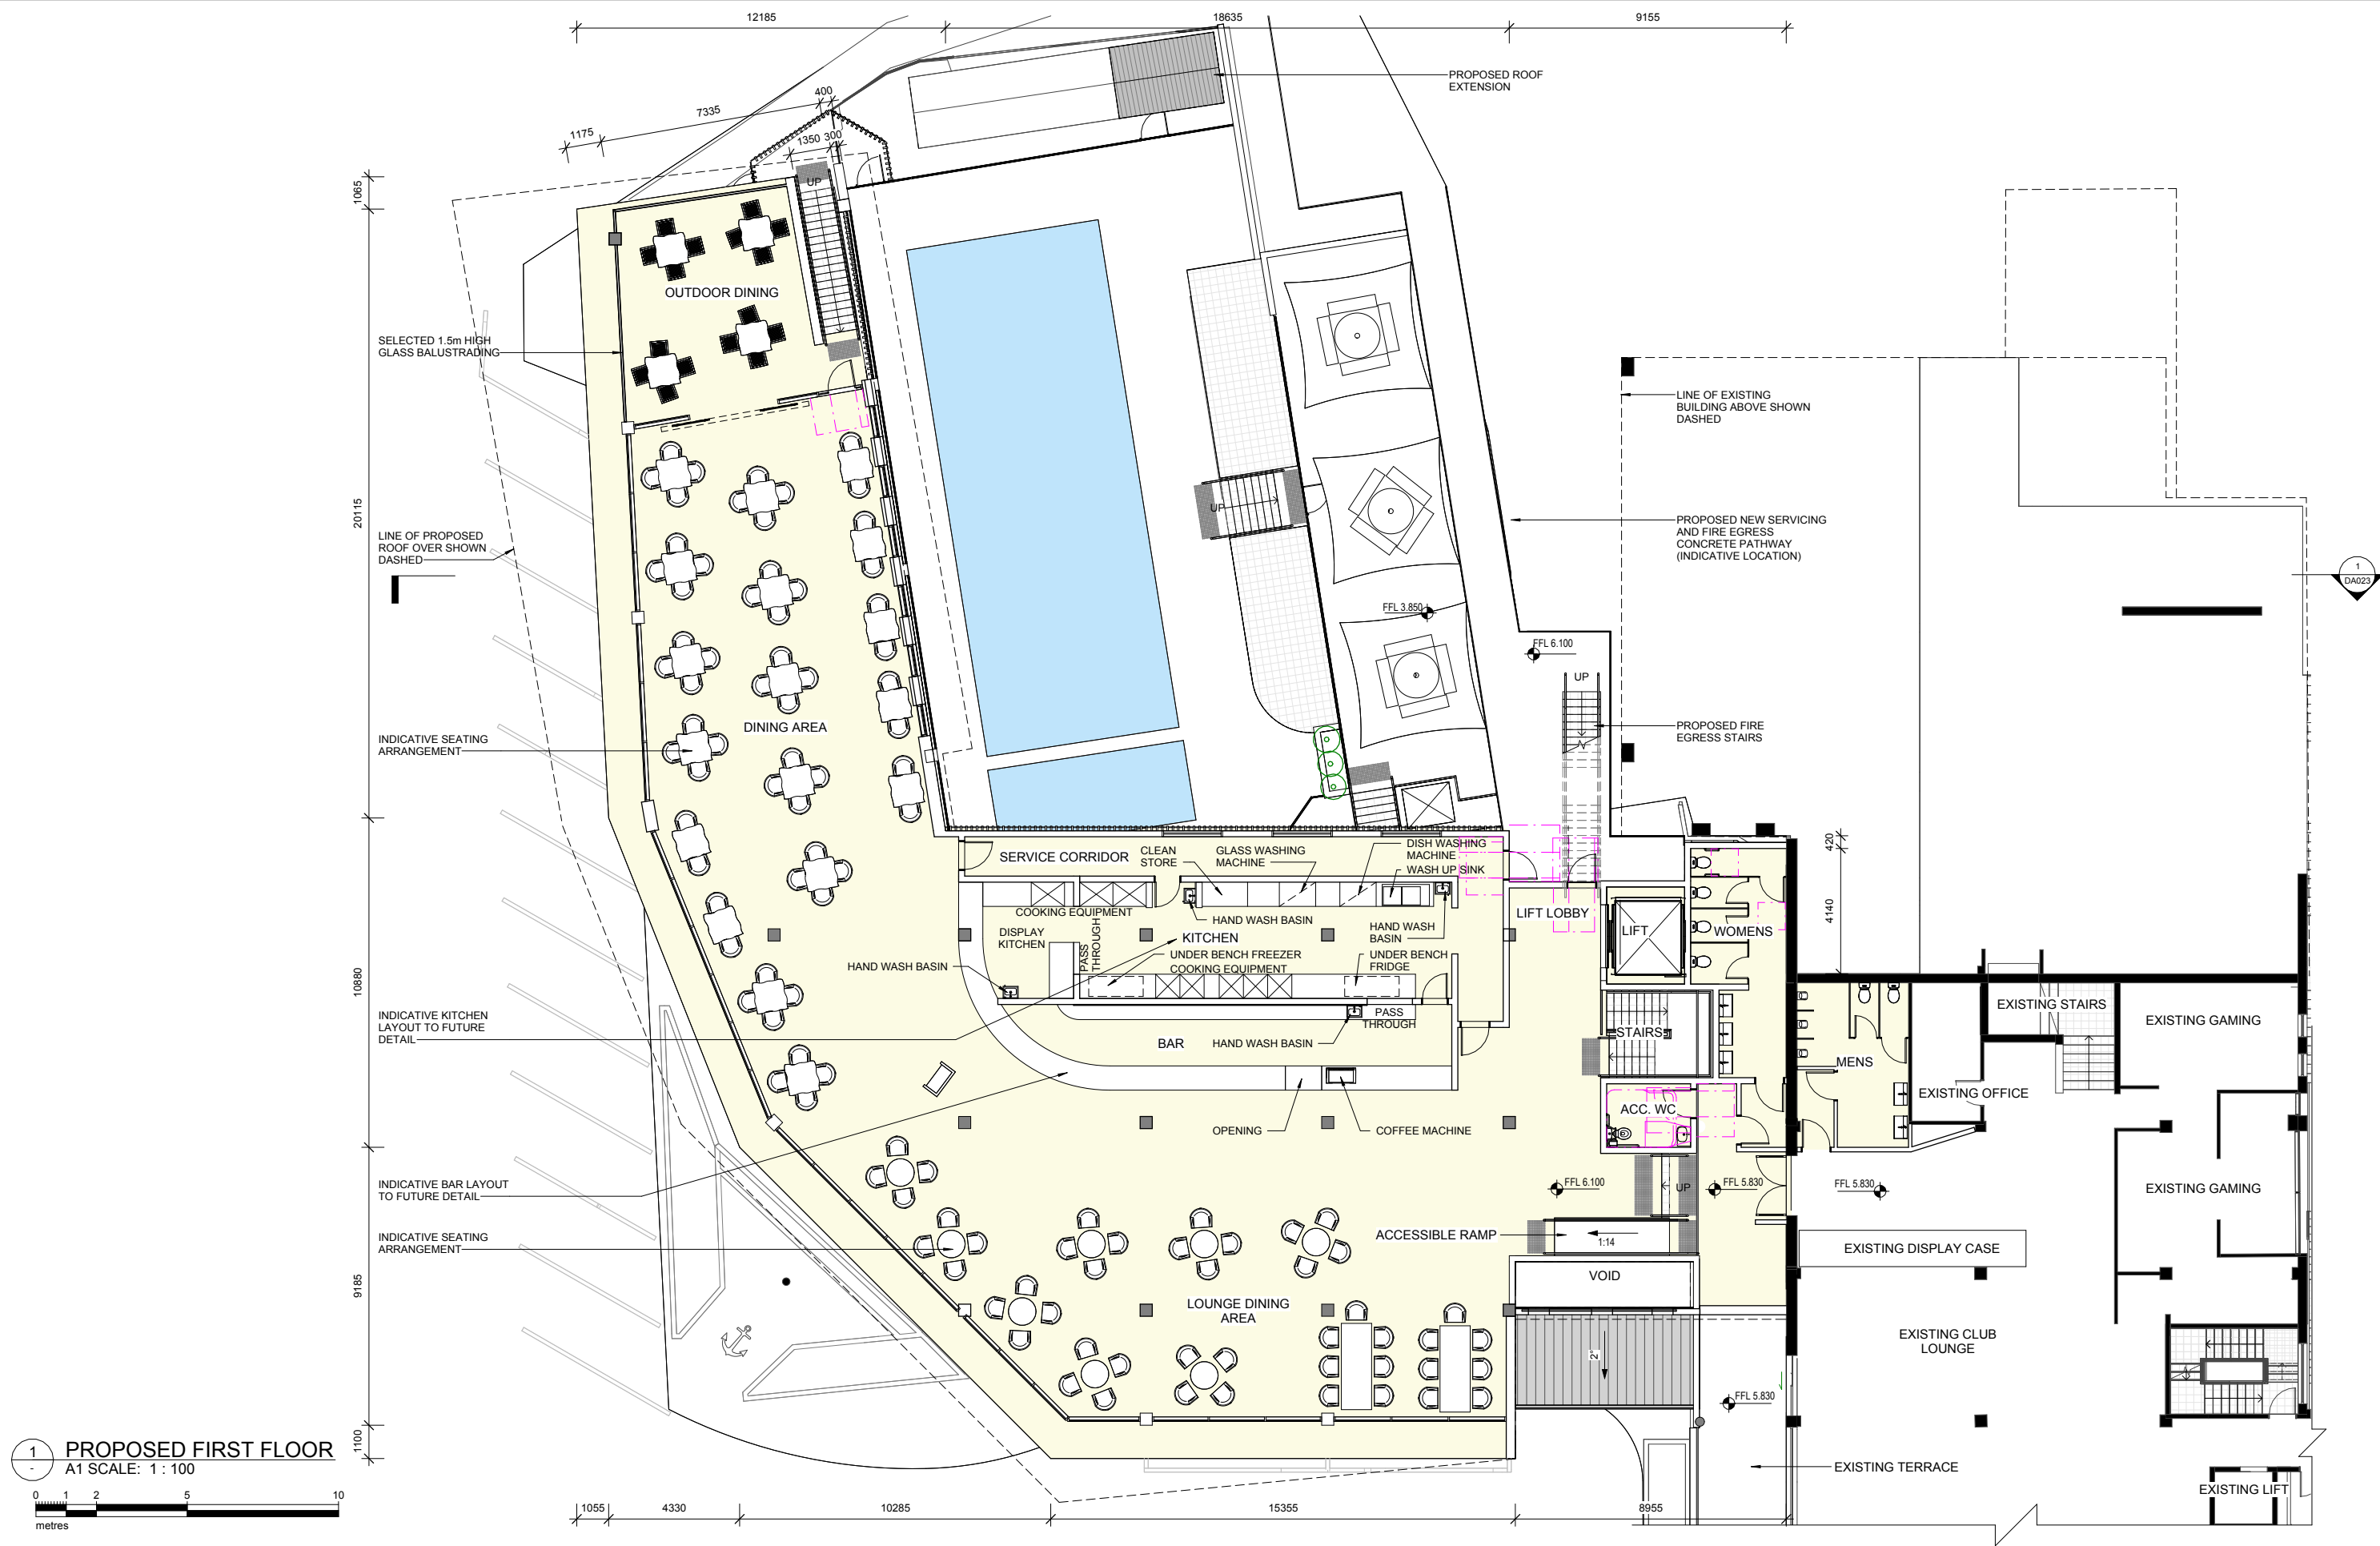 12185
18635
9155
PROPOSED ROOF
EXTENSION
400
7335
1175
1350 300
1065
UP
OUTDOOR DINING
SELECTED 1.5m HIGH
GLASS BALUSTRADING
LINE OF EXISTING
BUILDING ABOVE SHOWN
DASHED
20115
UP
PROPOSED NEW SERVICING
AND FIRE EGRESS
CONCRETE PATHWAY
(INDICATIVE LOCATION)
LINE OF PROPOSED
ROOF OVER SHOWN
DASHED
1
DA023
FFL 3.850
FFL 6.100
UP
DINING AREA
PROPOSED FIRE
EGRESS STAIRS
INDICATIVE SEATING
ARRANGEMENT
SERVICE CORRIDOR
CLEAN
STORE
GLASS WASHING
MACHINE
DISH WASHING
MACHINE
WASH UP SINK
420
4140
COOKING EQUIPMENT
HAND WASH BASIN
LIFT LOBBY
DISPLAY
KITCHEN
PASS
THROUGH
KITCHEN
HAND WASH
BASIN
LIFT
WOMENS
UNDER BENCH FREEZER
COOKING EQUIPMENT
UNDER BENCH
FRIDGE
HAND WASH BASIN
10880
INDICATIVE KITCHEN
LAYOUT TO FUTURE
DETAIL
PASS
THROUGH
BAR
HAND WASH BASIN
STAIRS
EXISTING STAIRS
EXISTING GAMING
MENS
EXISTING OFFICE
ACC. WC
OPENING
COFFEE MACHINE
INDICATIVE BAR LAYOUT
TO FUTURE DETAIL
FFL 6.100
UP
FFL 5.830
FFL 5.830
EXISTING GAMING
INDICATIVE SEATING
ARRANGEMENT
ACCESSIBLE RAMP
1:14
EXISTING DISPLAY CASE
9185
VOID
LOUNGE DINING
AREA
EXISTING CLUB
LOUNGE
2°
FFL 5.830
1100
1
-
PROPOSED FIRST FLOOR
A1 SCALE: 1 : 100
EXISTING TERRACE
EXISTING LIFT
0 1 2 5 10
metres
1055
4330
10285
15355
8955